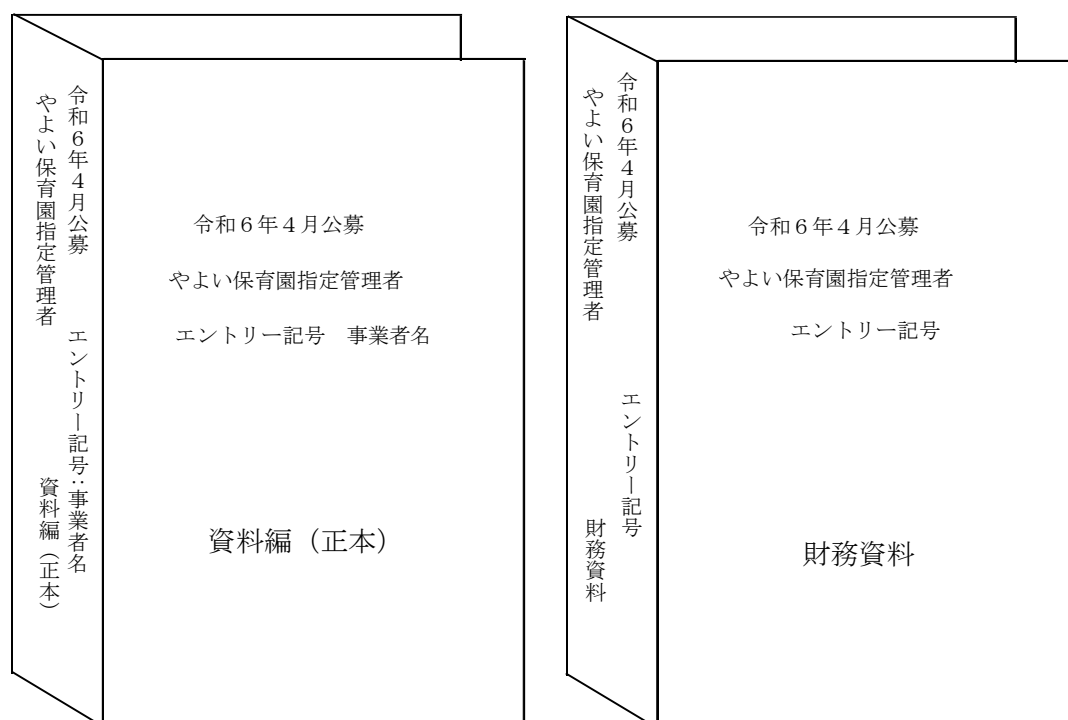 令和６年４月公募　エントリー記号：事業者名
やよい保育園指定管理者　資料編（正本）
令和６年４月公募
やよい保育園指定管理者
エントリー記号　事業者名
資料編（正本）
令和６年４月公募　エントリー記号
やよい保育園指定管理者　財務資料
令和６年４月公募
やよい保育園指定管理者
エントリー記号
財務資料